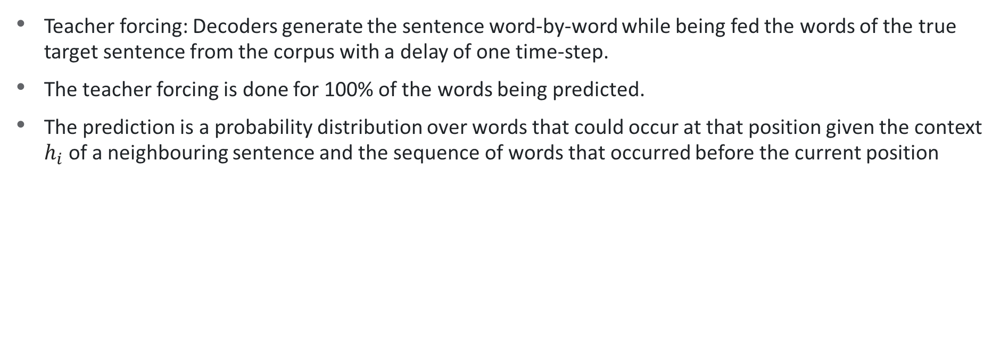 • Teacher forcing: Decoders generate the sentence word-by-word while being fed the words of the true
target sentence from the corpus with a delay of one time-step.
• The teacher forcing is done for 100% of the words being predicted.
• The prediction is a probability distribution over words that could occur at that position given the context
hᵢ of a neighbouring sentence and the sequence of words that occurred before the current position